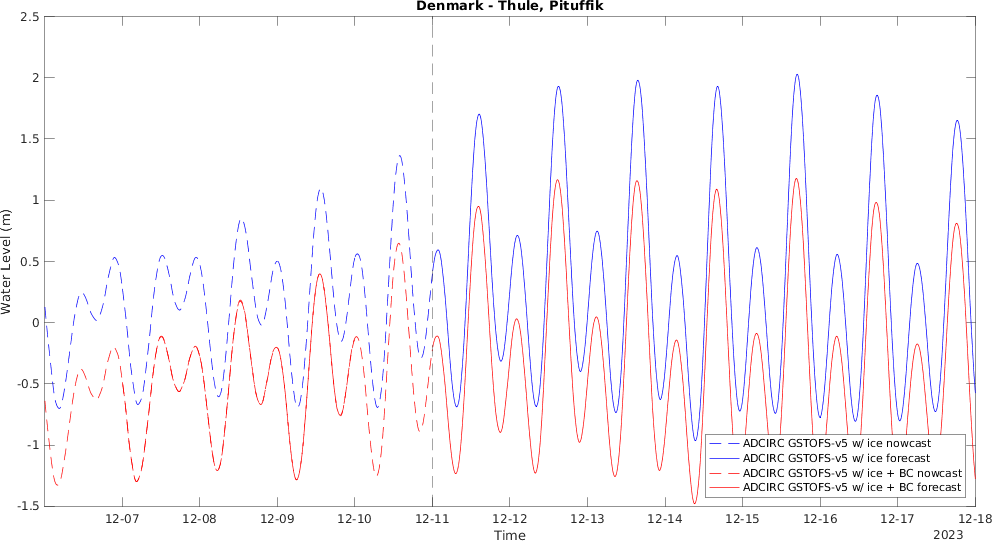 Denmark - Thule, Pituffik
2.5
2
1.5
1
0.5
0
-0.5
-1
-1.5
Water Level (m)
ADCIRC GSTOFS-v5 w/ ice nowcast
ADCIRC GSTOFS-v5 w/ ice forecast
ADCIRC GSTOFS-v5 w/ ice + BC nowcast
ADCIRC GSTOFS-v5 w/ ice + BC forecast
12-07 12-08 12-09 12-10 12-11 12-12 12-13 12-14 12-15 12-16 12-17 12-18
Time
2023